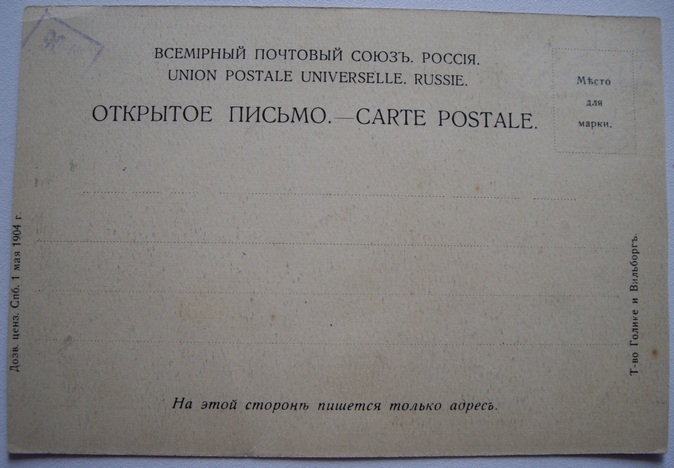 ВСЕМІРНЫЙ ПОЧТОВЫЙ СОЮЗЪ. РОССІЯ.
UNION POSTALE UNIVERSELLE. RUSSIE.
ОТКРЫТОЕ ПИСЬМО.—CARTE POSTALE.
Мѣсто
для
марки.
Дозв. ценз. Спб. 1 мая 1904 г.
Т-во Голике и Вильборгъ.
На этой сторонѣ пишется только адресъ.